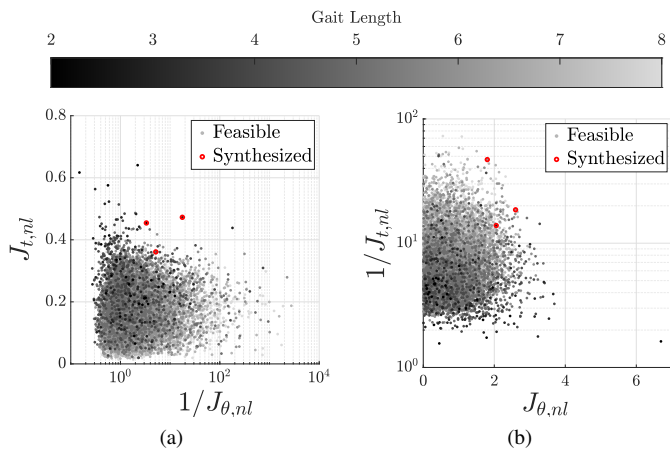 Gait Length
2 3 4 5 6 7 8
0.8
0.6
0.4
0.2
0
J_{t,nl}
Feasible
Synthesized
10^0 10^2 10^4
1/J_{θ,nl}
(a)
10^2
10^1
10^0
1/J_{t,nl}
Feasible
Synthesized
0 2 4 6
J_{θ,nl}
(b)